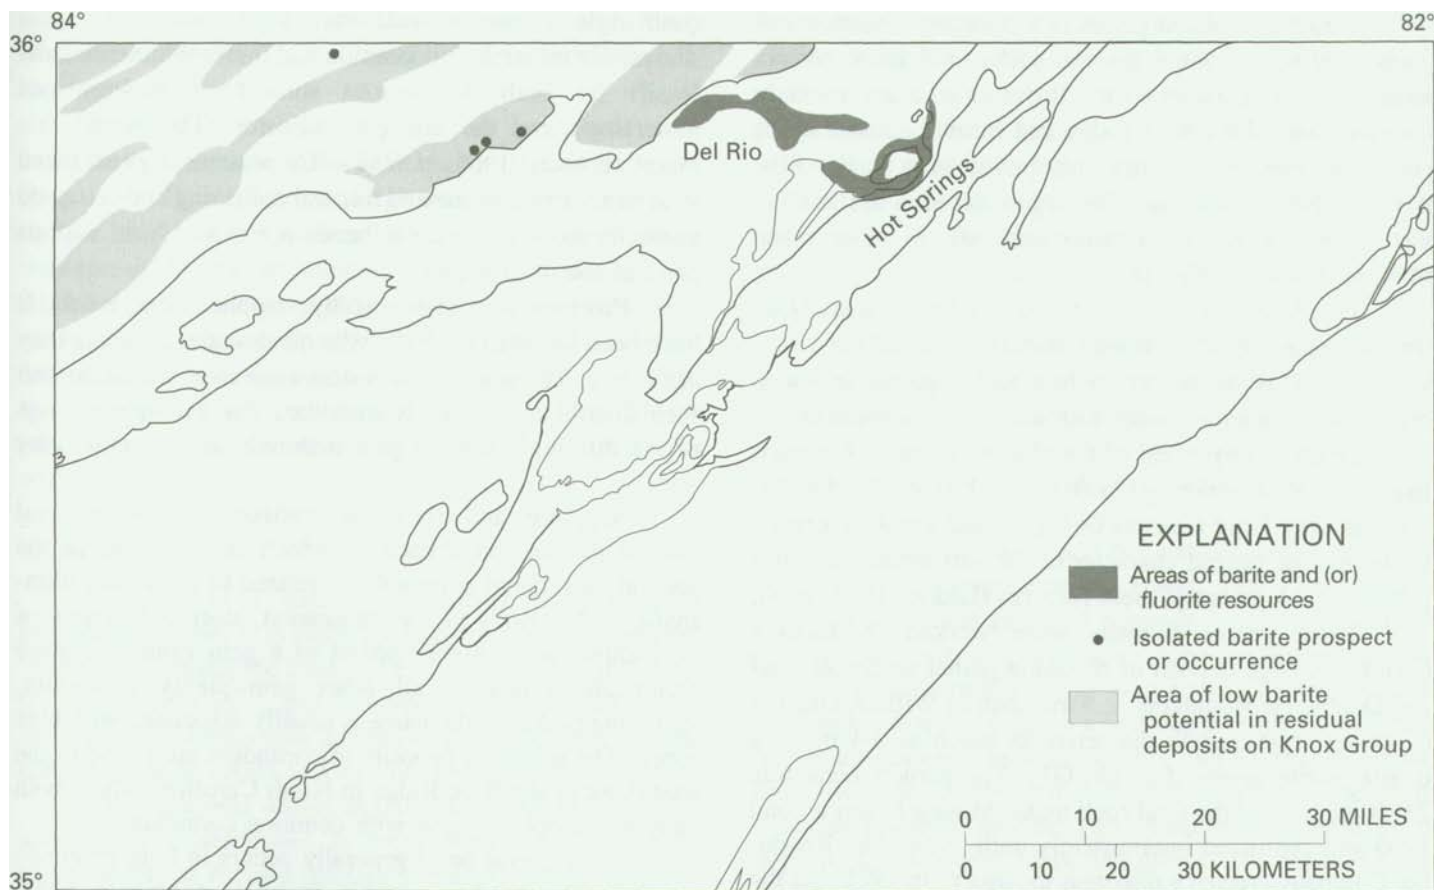 84°
82°
36°
Del Rio
Hot Springs
EXPLANATION
Areas of barite and (or)
fluorite resources
Isolated barite prospect
or occurrence
Area of low barite
potential in residual
deposits on Knox Group
0 10 20 30 MILES
0 10 20 30 KILOMETERS
35°